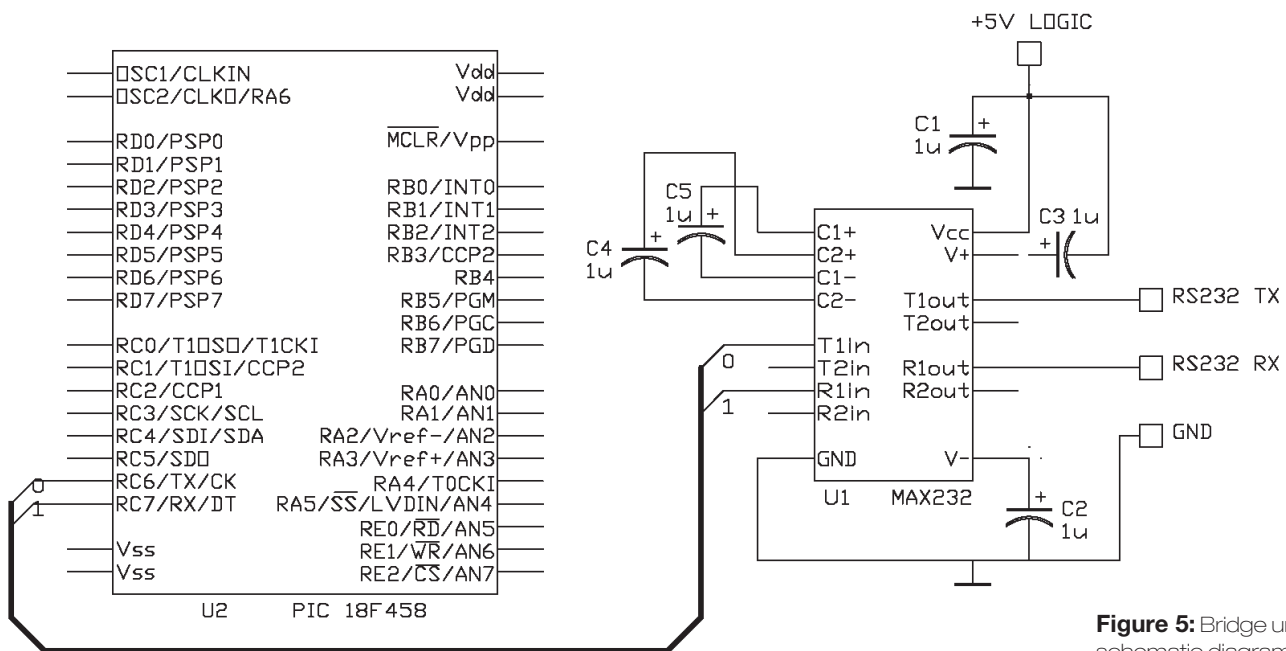 +5V LOGIC
OSC1/CLKIN
OSC2/CLKO/RA6
RD0/PSP0
RD1/PSP1
RD2/PSP2
RD3/PSP3
RD4/PSP4
RD5/PSP5
RD6/PSP6
RD7/PSP7
RC0/T1OSO/T1CKI
RC1/T1OSI/CCP2
RC2/CCP1
RC3/SCK/SCL
RC4/SDI/SDA
RC5/SDO
RC6/TX/CK
RC7/RX/DT
Vss
Vss
Vdd
Vdd
MCLR/Vpp
RB0/INT0
RB1/INT1
RB2/INT2
RB3/CCP2
RB4
RB5/PGM
RB6/PGC
RB7/PGD
RA0/AN0
RA1/AN1
RA2/Vref-/AN2
RA3/Vref+/AN3
RA4/T0CKI
RA5/SS/LVDIN/AN4
RE0/RD/AN5
RE1/WR/AN6
RE2/CS/AN7
0
1
U2 PIC 18F458
C4
1u
+
C5
1u
+
C1
1u
+
C3 1u
+
C1+
C2+
C1-
C2-
T1in
T2in
R1in
R2in
GND
0
1
Vcc
V+
T1out
T2out
R1out
R2out
V-
U1 MAX232
C2
1u
+
RS232 TX
RS232 RX
GND
Figure 5: Bridge un
schematic diagram